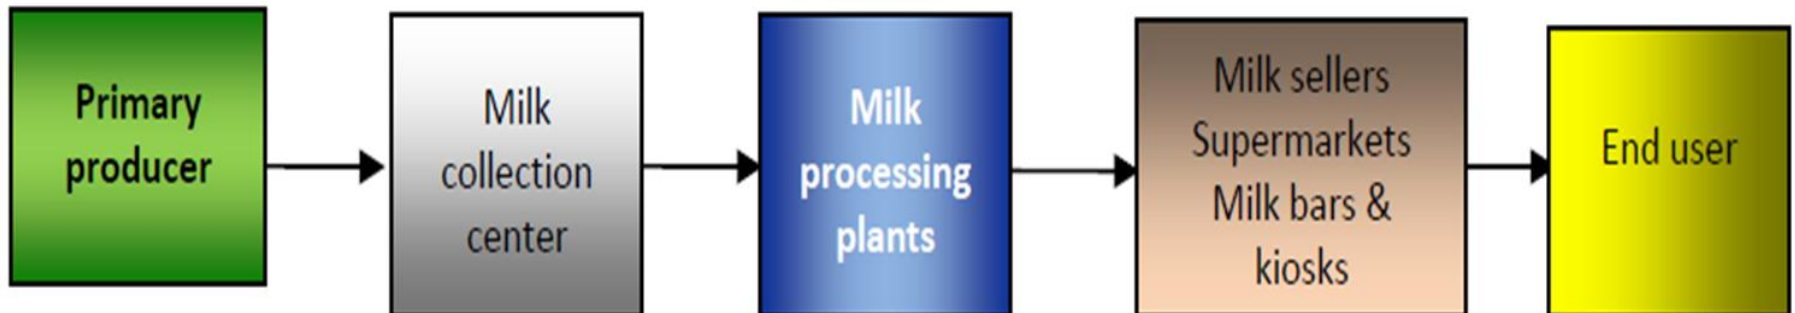 Primary
producer
Milk
collection
center
Milk
processing
plants
Milk sellers
Supermarkets
Milk bars &
kiosks
End user